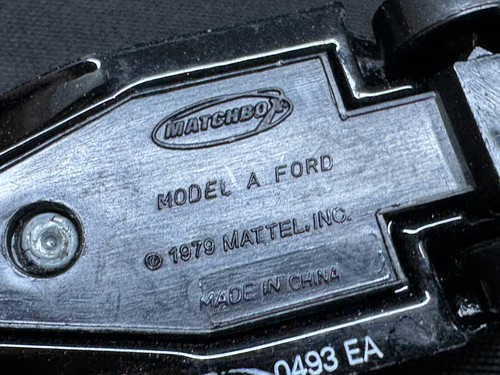 MATCHBOX
MODEL A FORD
© 1979 MATTEL, INC.
MADE IN CHINA
0493 EA